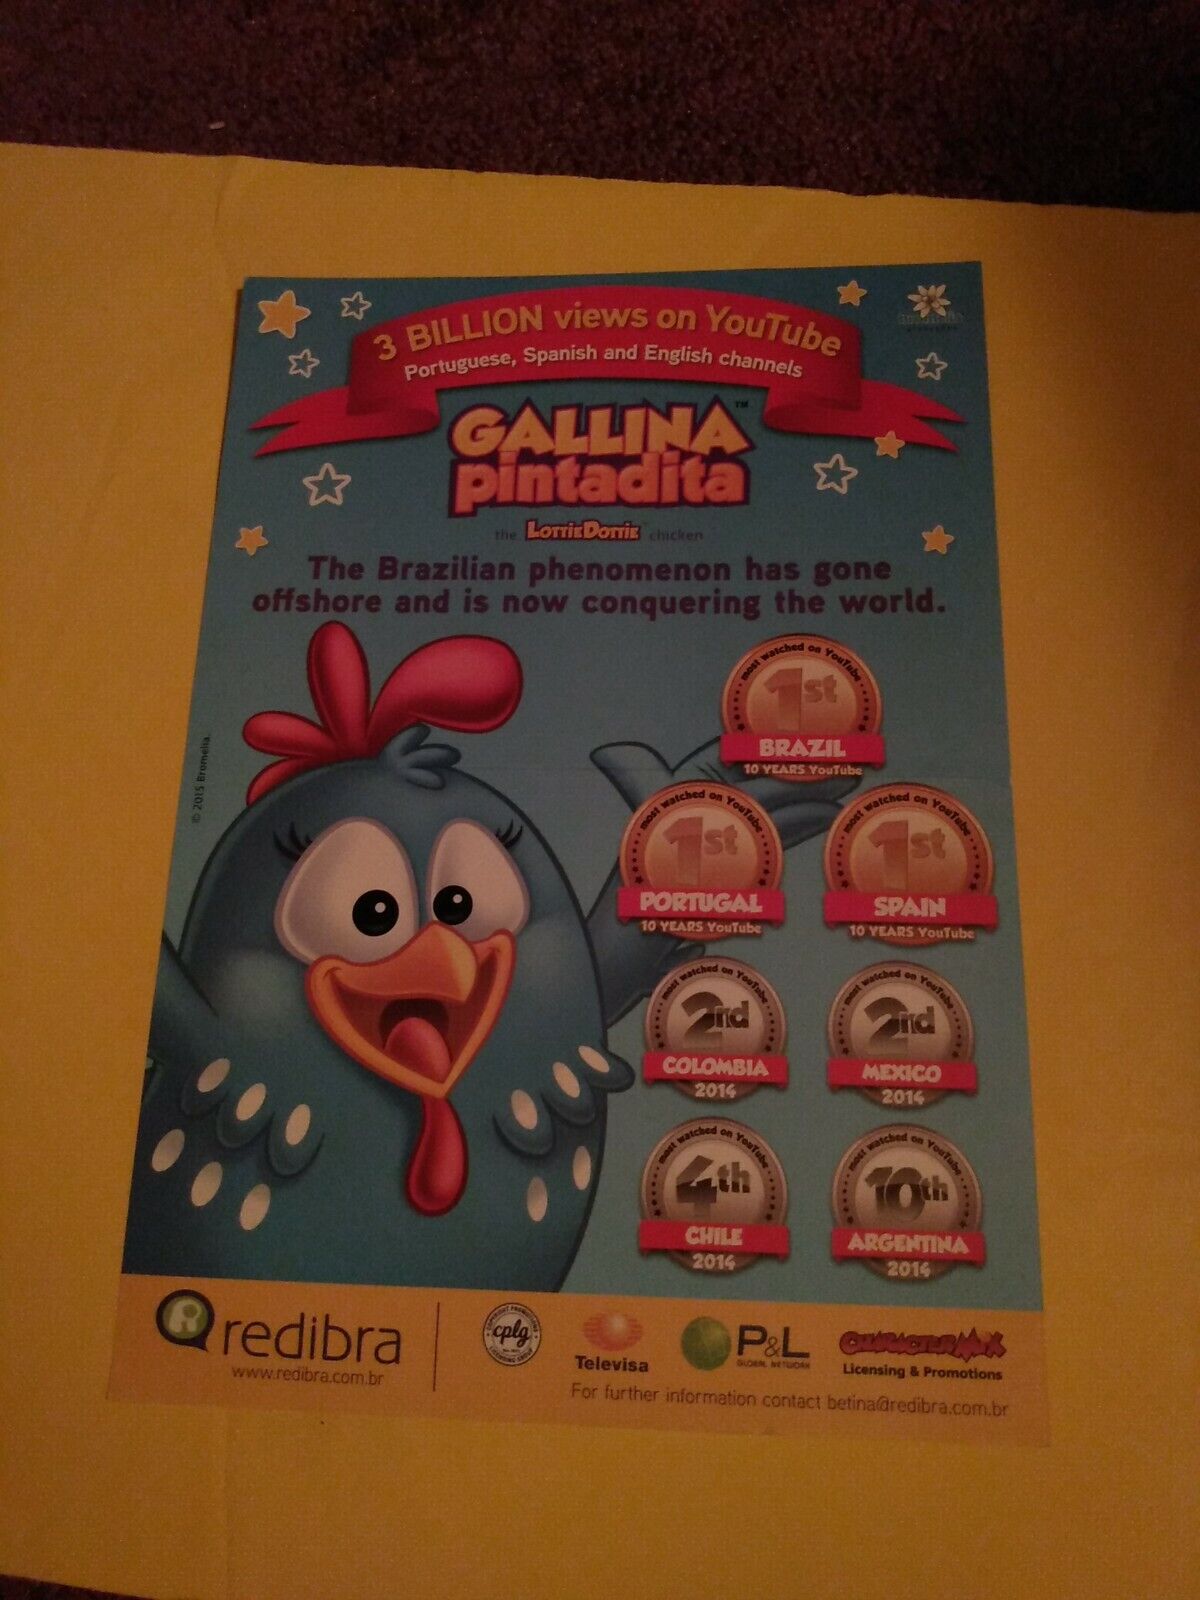 3 BILLION views on YouTube
Portuguese, Spanish and English channels
GALLINA™
pintadita
the LOTTIE DOTTIE chicken
The Brazilian phenomenon has gone
offshore and is now conquering the world.
© 2015 Bromelia.
most watched on YouTube
1st
BRAZIL
10 YEARS YouTube
most watched on YouTube
1st
PORTUGAL
10 YEARS YouTube
most watched on YouTube
1st
SPAIN
10 YEARS YouTube
most watched on YouTube
2nd
COLOMBIA
2014
most watched on YouTube
2nd
MEXICO
2014
most watched on YouTube
4th
CHILE
2014
most watched on YouTube
10th
ARGENTINA
2014
redibra
www.redibra.com.br
cplg
Televisa
P&L
GLOBAL NETWORK
CHARACTER MIX
Licensing & Promotions
For further information contact betina@redibra.com.br